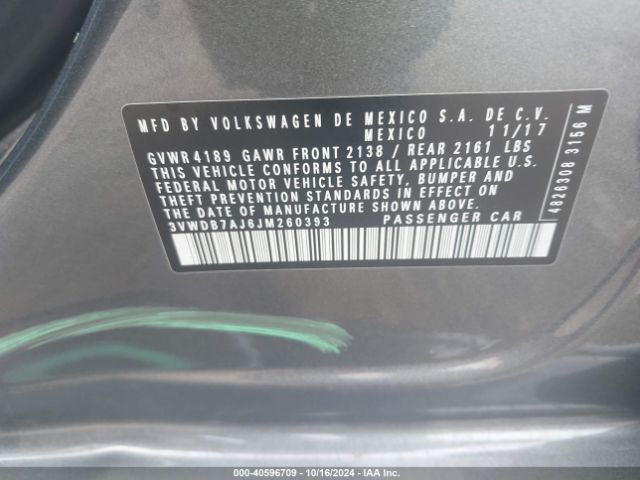 MFD BY VOLKSWAGEN DE MEXICO S.A. DE C.V.
MEXICO 11/17
GVWR 4189 GAWR FRONT 2138 / REAR 2161 LBS
THIS VEHICLE CONFORMS TO ALL APPLICABLE U.S.
FEDERAL MOTOR VEHICLE SAFETY, BUMPER AND
THEFT PREVENTION STANDARDS IN EFFECT ON
THE DATE OF MANUFACTURE SHOWN ABOVE.
3VWDB7AJ6JM260393 PASSENGER CAR
4826308 3156 M
000-40596709 - 10/16/2024 - IAA Inc.